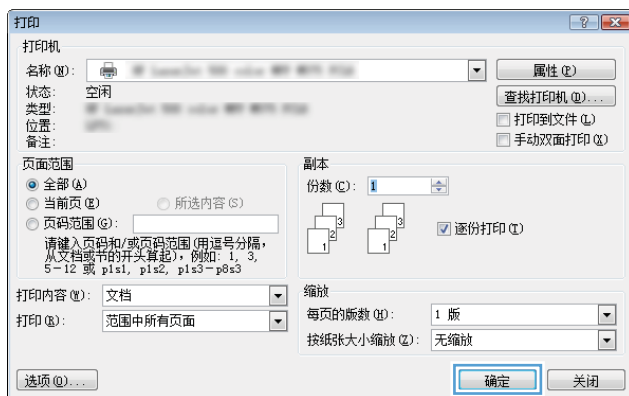 打印
打印机
名称(N):
属性(P)
状态: 空闲
查找打印机(D)...
类型:
位置:
打印到文件(L)
备注:
手动双面打印(X)
页面范围
全部(A)
当前页(E) 所选内容(S)
页码范围(G):
请键入页码和/或页码范围(用逗号分隔，
从文档或节的开头算起)，例如: 1, 3,
5-12 或 p1s1, p1s2, p1s3-p8s3
副本
份数(C): 1
3
2
1
3
2
1
逐份打印(T)
打印内容(W): 文档
打印(R): 范围中所有页面
缩放
每页的版数(H): 1 版
按纸张大小缩放(Z): 无缩放
选项(O)...
确定
关闭